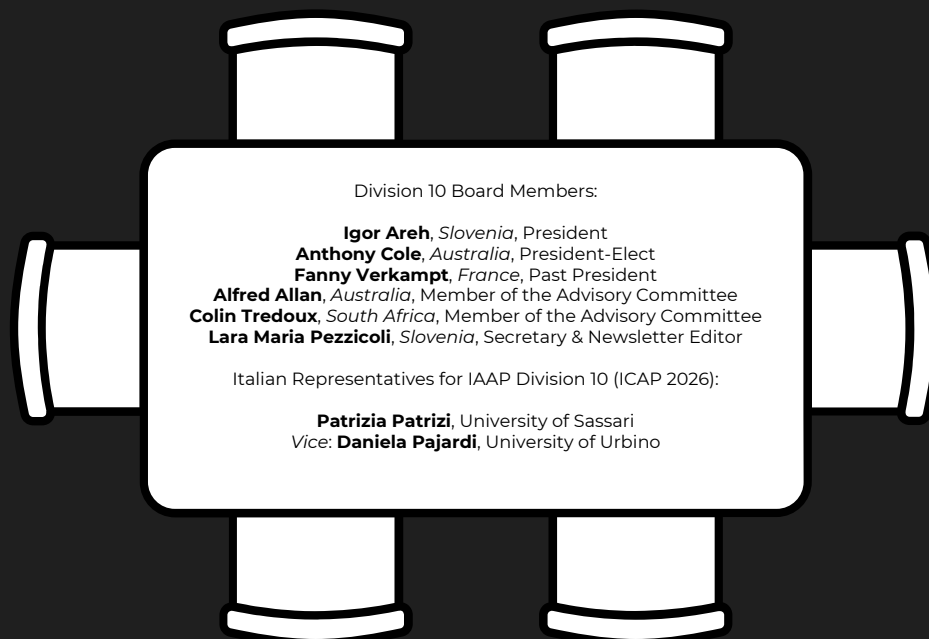 Division 10 Board Members:
Igor Areh, Slovenia, President
Anthony Cole, Australia, President-Elect
Fanny Verkampt, France, Past President
Alfred Allan, Australia, Member of the Advisory Committee
Colin Tredoux, South Africa, Member of the Advisory Committee
Lara Maria Pezzicoli, Slovenia, Secretary & Newsletter Editor
Italian Representatives for IAAP Division 10 (ICAP 2026):
Patrizia Patrizi, University of Sassari
Vice: Daniela Pajardi, University of Urbino